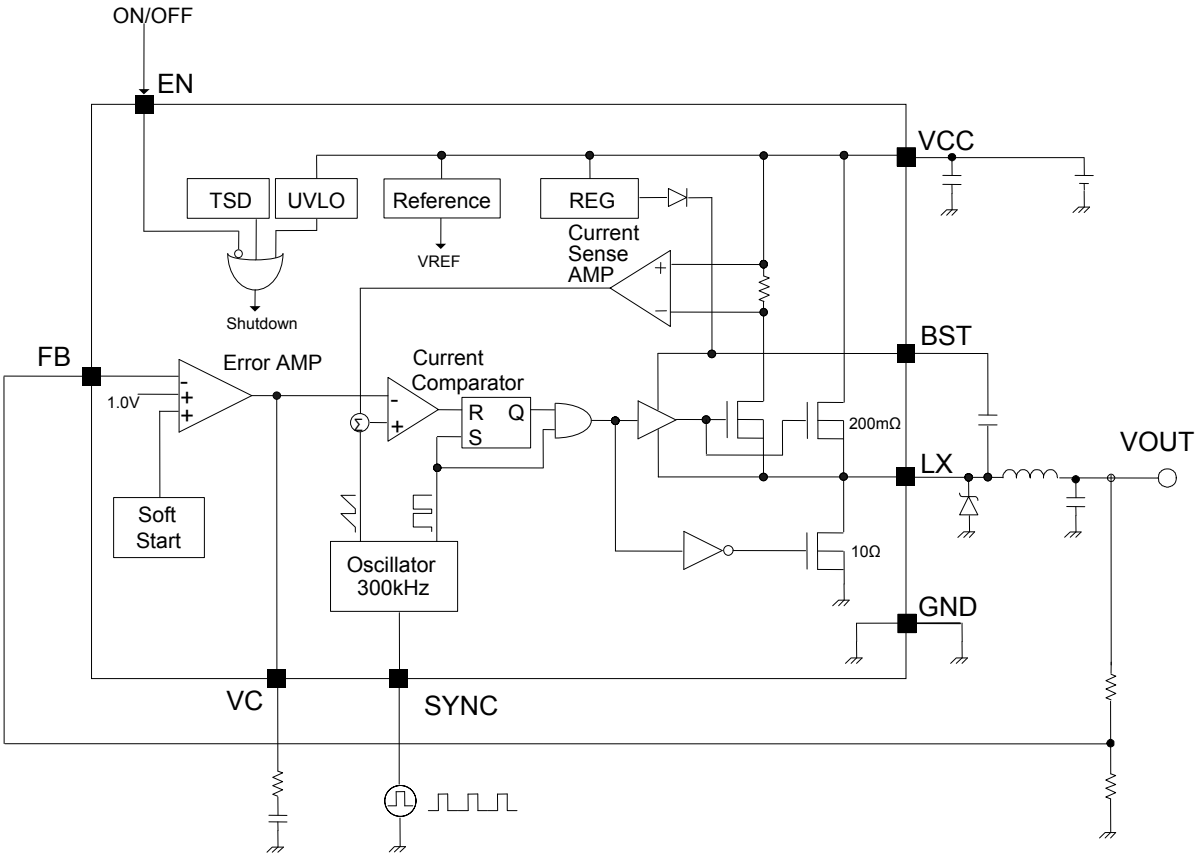 ON/OFF
EN
VCC
TSD
UVLO
Reference
REG
VREF
Current
Sense
AMP
+
−
Shutdown
FB
Error AMP
Current
Comparator
BST
-
1.0V
+
+
-
+
Σ
R Q
S
200mΩ
VOUT
LX
Soft
Start
Oscillator
300kHz
10Ω
GND
VC
SYNC